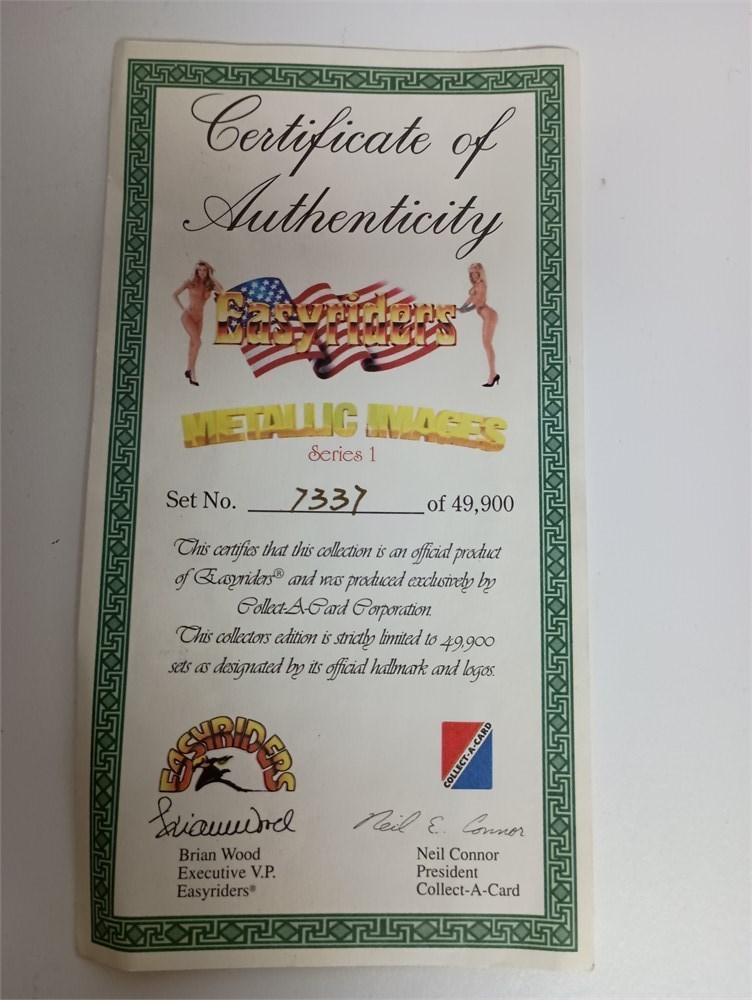 Certificate of
Authenticity
Easyriders
METALLIC IMAGES
Series 1
Set No. 7337 of 49,900
This certifies that this collection is an official product
of Easyriders® and was produced exclusively by
Collect-A-Card Corporation.
This collectors edition is strictly limited to 49,900
sets as designated by its official hallmark and logos.
EASYRIDERS
COLLECT-A-CARD
Brian Wood
Neil E. Connor
Brian Wood
Executive V.P.
Easyriders®
Neil Connor
President
Collect-A-Card